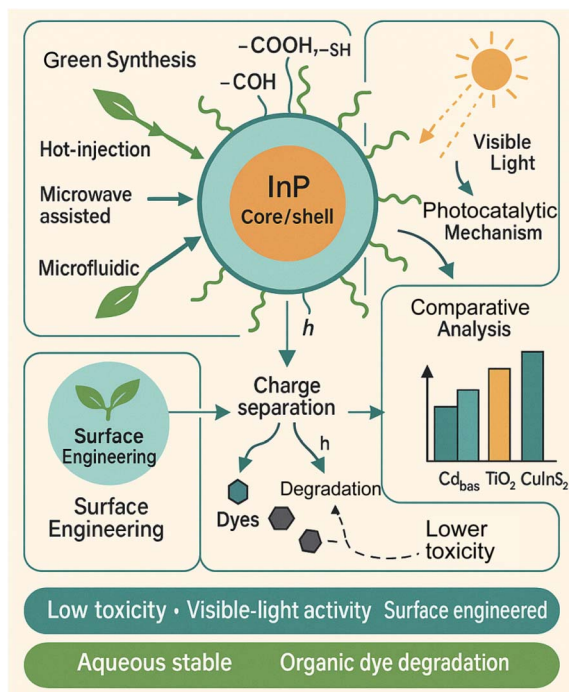 Green Synthesis
Hot-injection
Microwave
assisted
Microfluidic
–COOH,–SH
–COH
InP
Core/shell
h
Visible
Light
Photocatalytic
Mechanism
Comparative
Analysis
Cdbas TiO2 CuInS2
Surface
Engineering
Surface
Engineering
Charge
separation
h
Degradation
Dyes
Lower
toxicity
Low toxicity • Visible-light activity Surface engineered
Aqueous stable Organic dye degradation